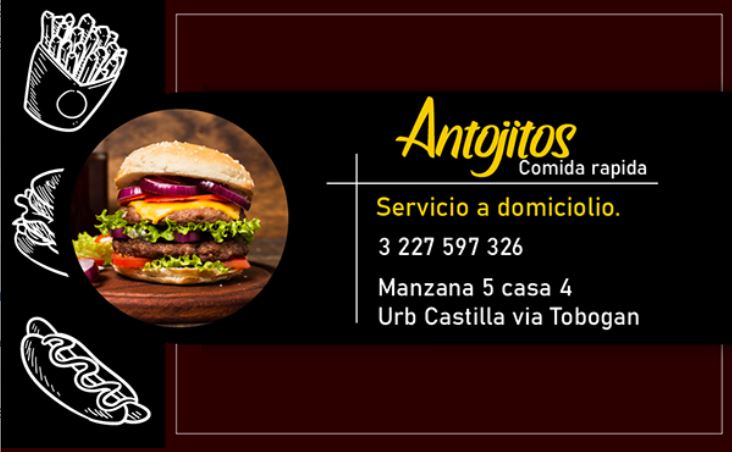 Antojitos
Comida rapida
Servicio a domiciolio.
3 227 597 326
Manzana 5 casa 4
Urb Castilla via Tobogan